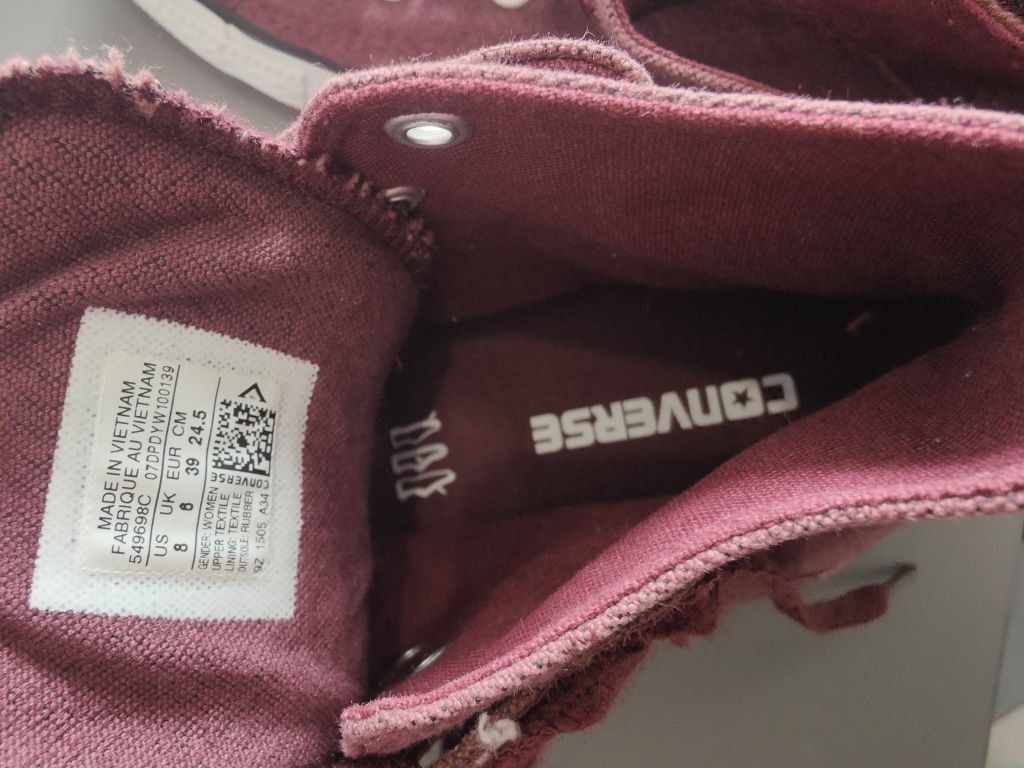 MADE IN VIETNAM
FABRIQUE AU VIETNAM
549698C 07DPDYW100139
US UK EUR CM
8 6 39 24.5
GENDER: WOMEN
UPPER: TEXTILE
LINING: TEXTILE
OUTSOLE: RUBBER
9Z 1505 A34
CONVERSE
CONVERSE